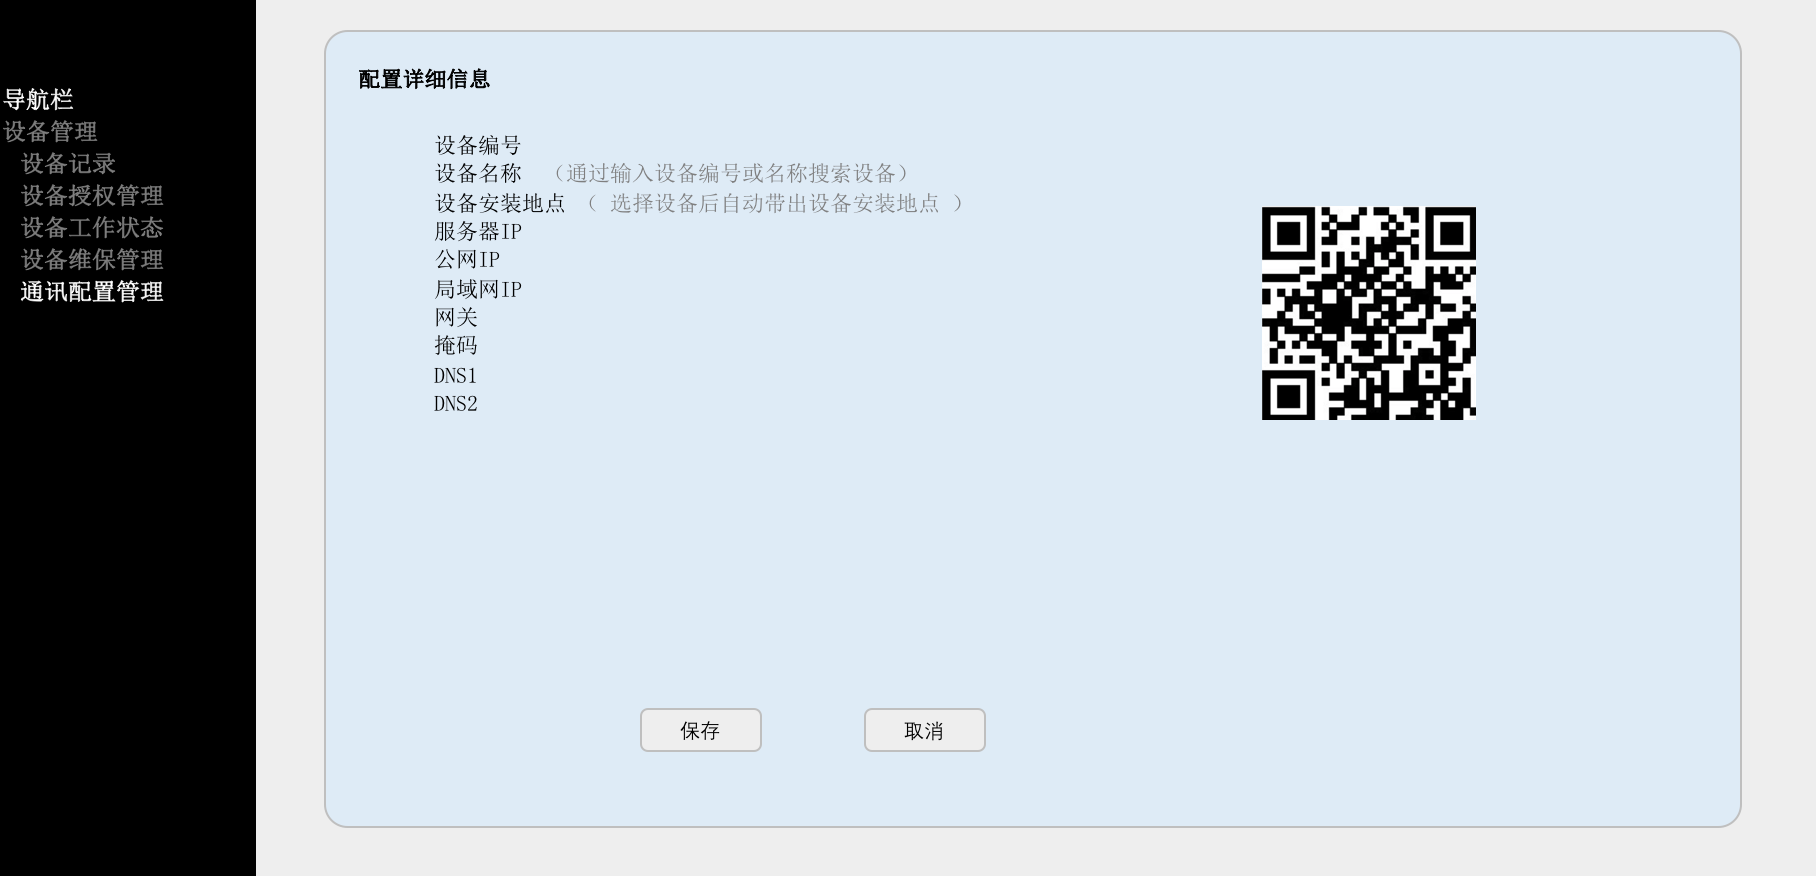 导航栏
设备管理
设备记录
设备授权管理
设备工作状态
设备维保管理
通讯配置管理
配置详细信息
设备编号
设备名称 （通过输入设备编号或名称搜索设备）
设备安装地点 （ 选择设备后自动带出设备安装地点 ）
服务器IP
公网IP
局域网IP
网关
掩码
DNS1
DNS2
保存
取消